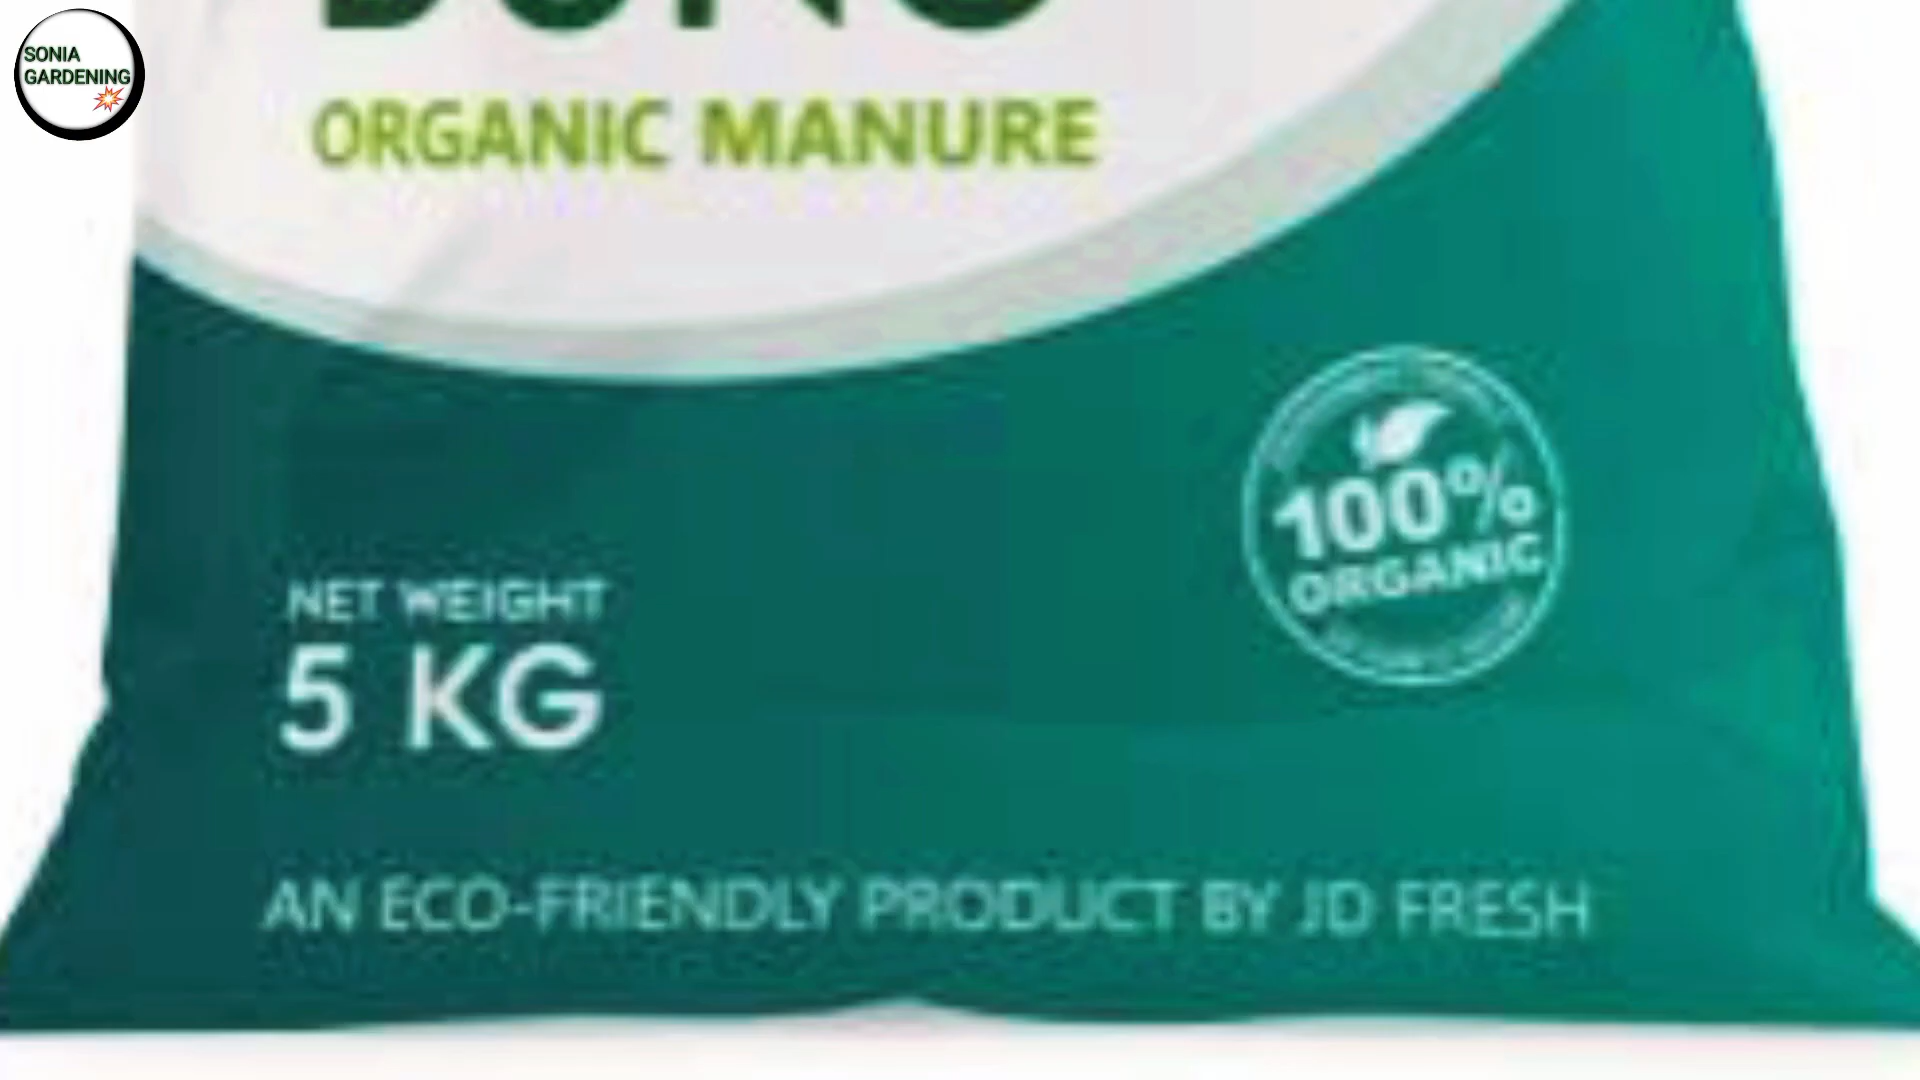 SONIA
GARDENING
ORGANIC MANURE
100%
ORGANIC
NET WEIGHT
5 KG
AN ECO-FRIENDLY PRODUCT BY JD FRESH